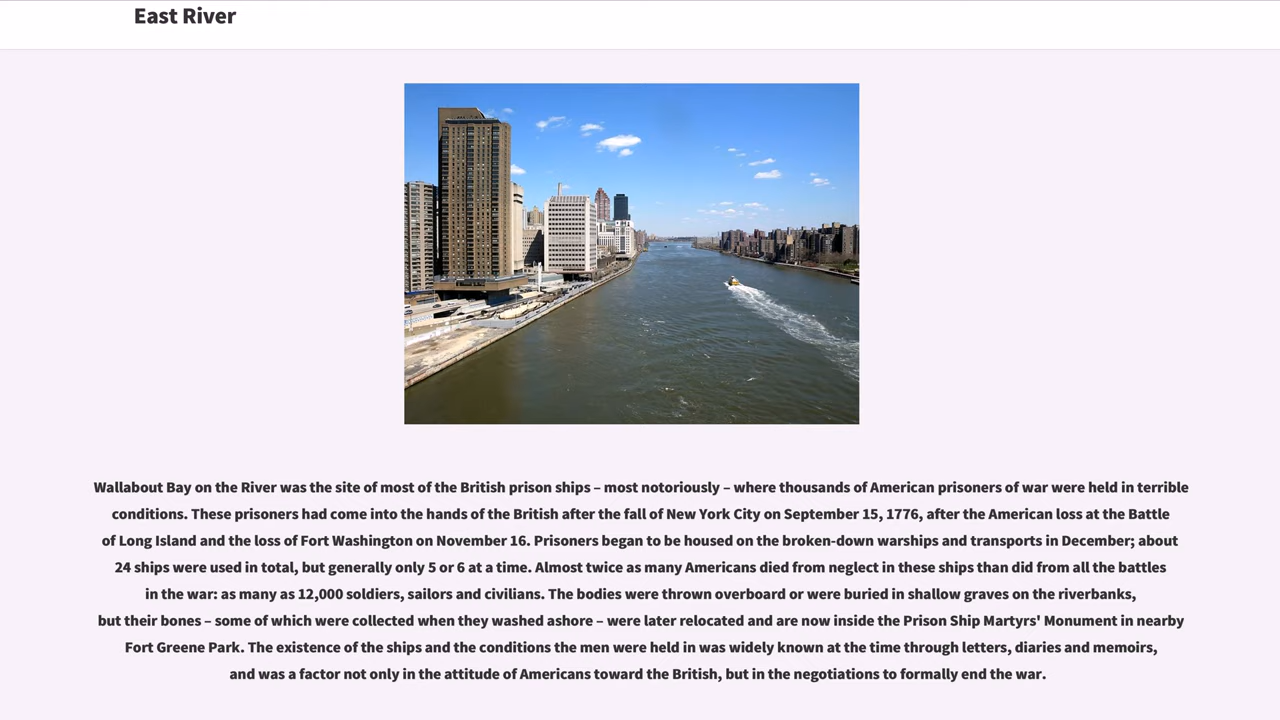 East River
Wallabout Bay on the River was the site of most of the British prison ships – most notoriously – where thousands of American prisoners of war were held in terrible
conditions. These prisoners had come into the hands of the British after the fall of New York City on September 15, 1776, after the American loss at the Battle
of Long Island and the loss of Fort Washington on November 16. Prisoners began to be housed on the broken-down warships and transports in December; about
24 ships were used in total, but generally only 5 or 6 at a time. Almost twice as many Americans died from neglect in these ships than did from all the battles
in the war: as many as 12,000 soldiers, sailors and civilians. The bodies were thrown overboard or were buried in shallow graves on the riverbanks,
but their bones – some of which were collected when they washed ashore – were later relocated and are now inside the Prison Ship Martyrs' Monument in nearby
Fort Greene Park. The existence of the ships and the conditions the men were held in was widely known at the time through letters, diaries and memoirs,
and was a factor not only in the attitude of Americans toward the British, but in the negotiations to formally end the war.